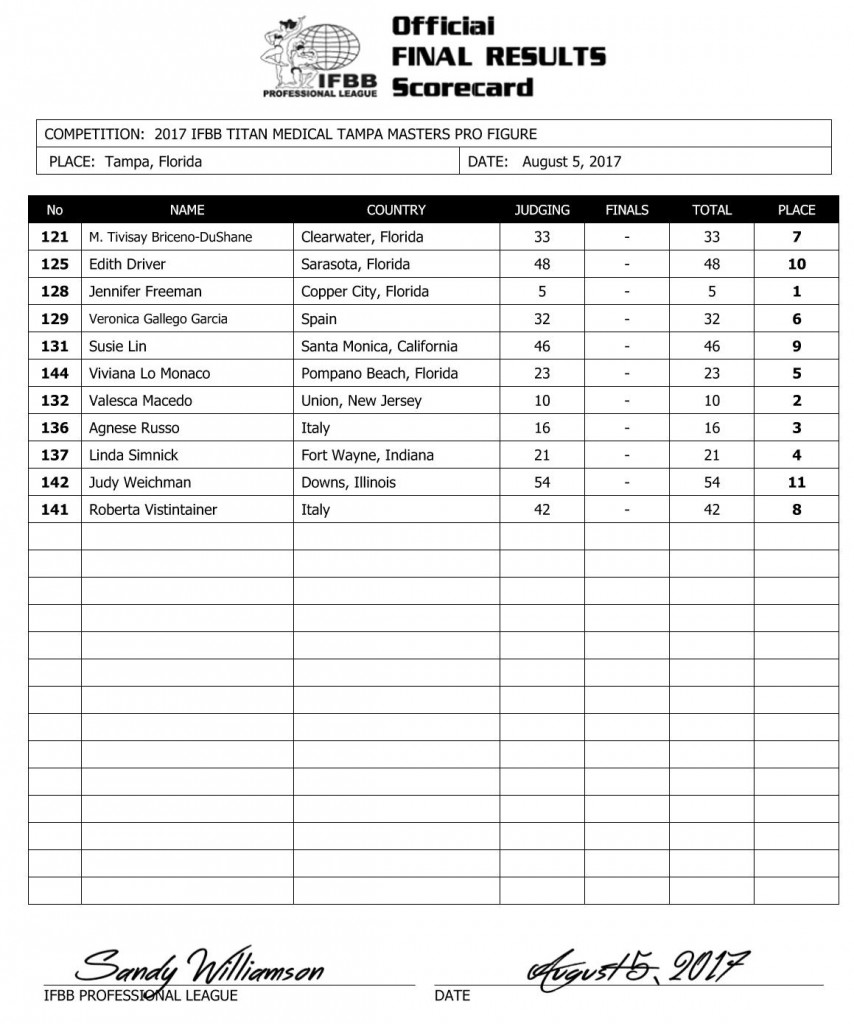 Official
FINAL RESULTS
Scorecard
IFBB
PROFESSIONAL LEAGUE
COMPETITION: 2017 IFBB TITAN MEDICAL TAMPA MASTERS PRO FIGURE
PLACE: Tampa, Florida DATE: August 5, 2017
No NAME COUNTRY JUDGING FINALS TOTAL PLACE
121 M. Tivisay Briceno-DuShane Clearwater, Florida 33 - 33 7
125 Edith Driver Sarasota, Florida 48 - 48 10
128 Jennifer Freeman Copper City, Florida 5 - 5 1
129 Veronica Gallego Garcia Spain 32 - 32 6
131 Susie Lin Santa Monica, California 46 - 46 9
144 Viviana Lo Monaco Pompano Beach, Florida 23 - 23 5
132 Valesca Macedo Union, New Jersey 10 - 10 2
136 Agnese Russo Italy 16 - 16 3
137 Linda Simnick Fort Wayne, Indiana 21 - 21 4
142 Judy Weichman Downs, Illinois 54 - 54 11
141 Roberta Vistintainer Italy 42 - 42 8
Sandy Williamson August 5, 2017
IFBB PROFESSIONAL LEAGUE DATE